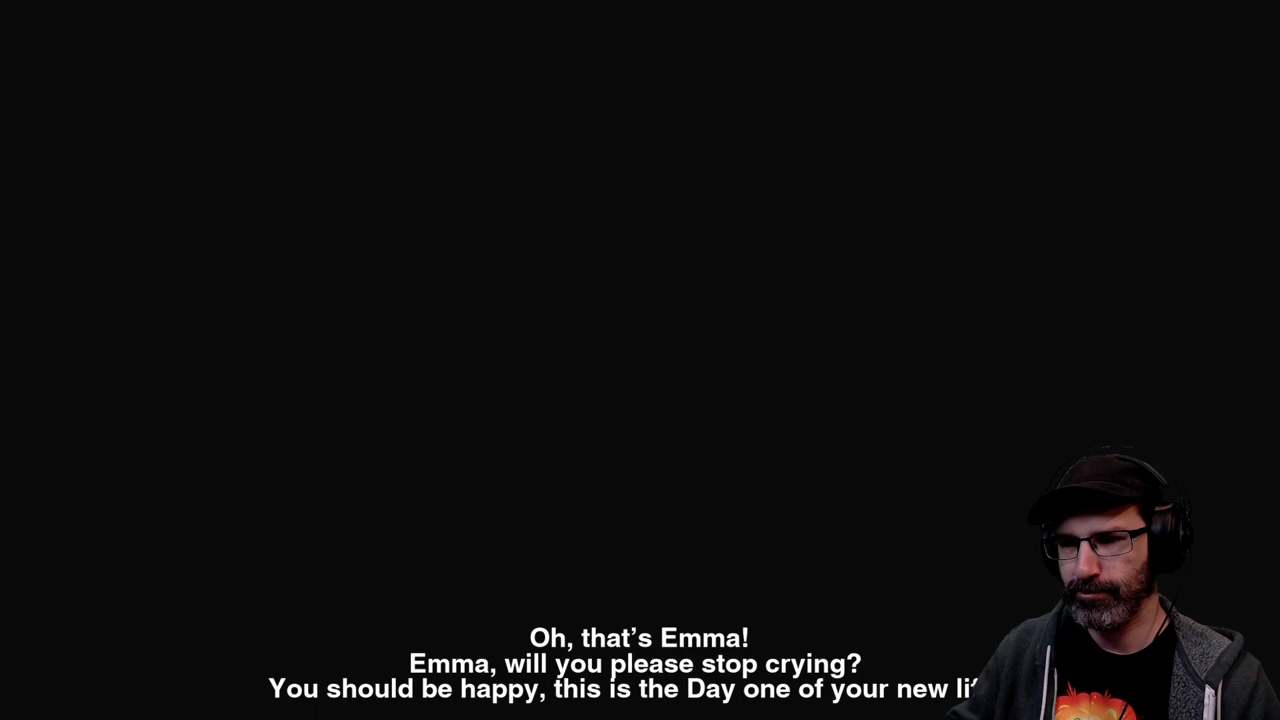 Oh, that’s Emma!
Emma, will you please stop crying?
You should be happy, this is the Day one of your new